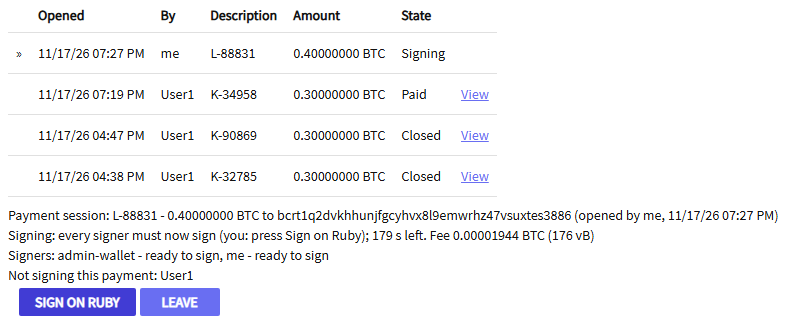 Opened By Description Amount State
» 11/17/26 07:27 PM me L-88831 0.40000000 BTC Signing
11/17/26 07:19 PM User1 K-34958 0.30000000 BTC Paid View
11/17/26 04:47 PM User1 K-90869 0.30000000 BTC Closed View
11/17/26 04:38 PM User1 K-32785 0.30000000 BTC Closed View
Payment session: L-88831 - 0.40000000 BTC to bcrt1q2dvkhhunjfgcyhvx8l9emwrhz47vsuxtes3886 (opened by me, 11/17/26 07:27 PM)
Signing: every signer must now sign (you: press Sign on Ruby); 179 s left. Fee 0.00001944 BTC (176 vB)
Signers: admin-wallet - ready to sign, me - ready to sign
Not signing this payment: User1
SIGN ON RUBY LEAVE